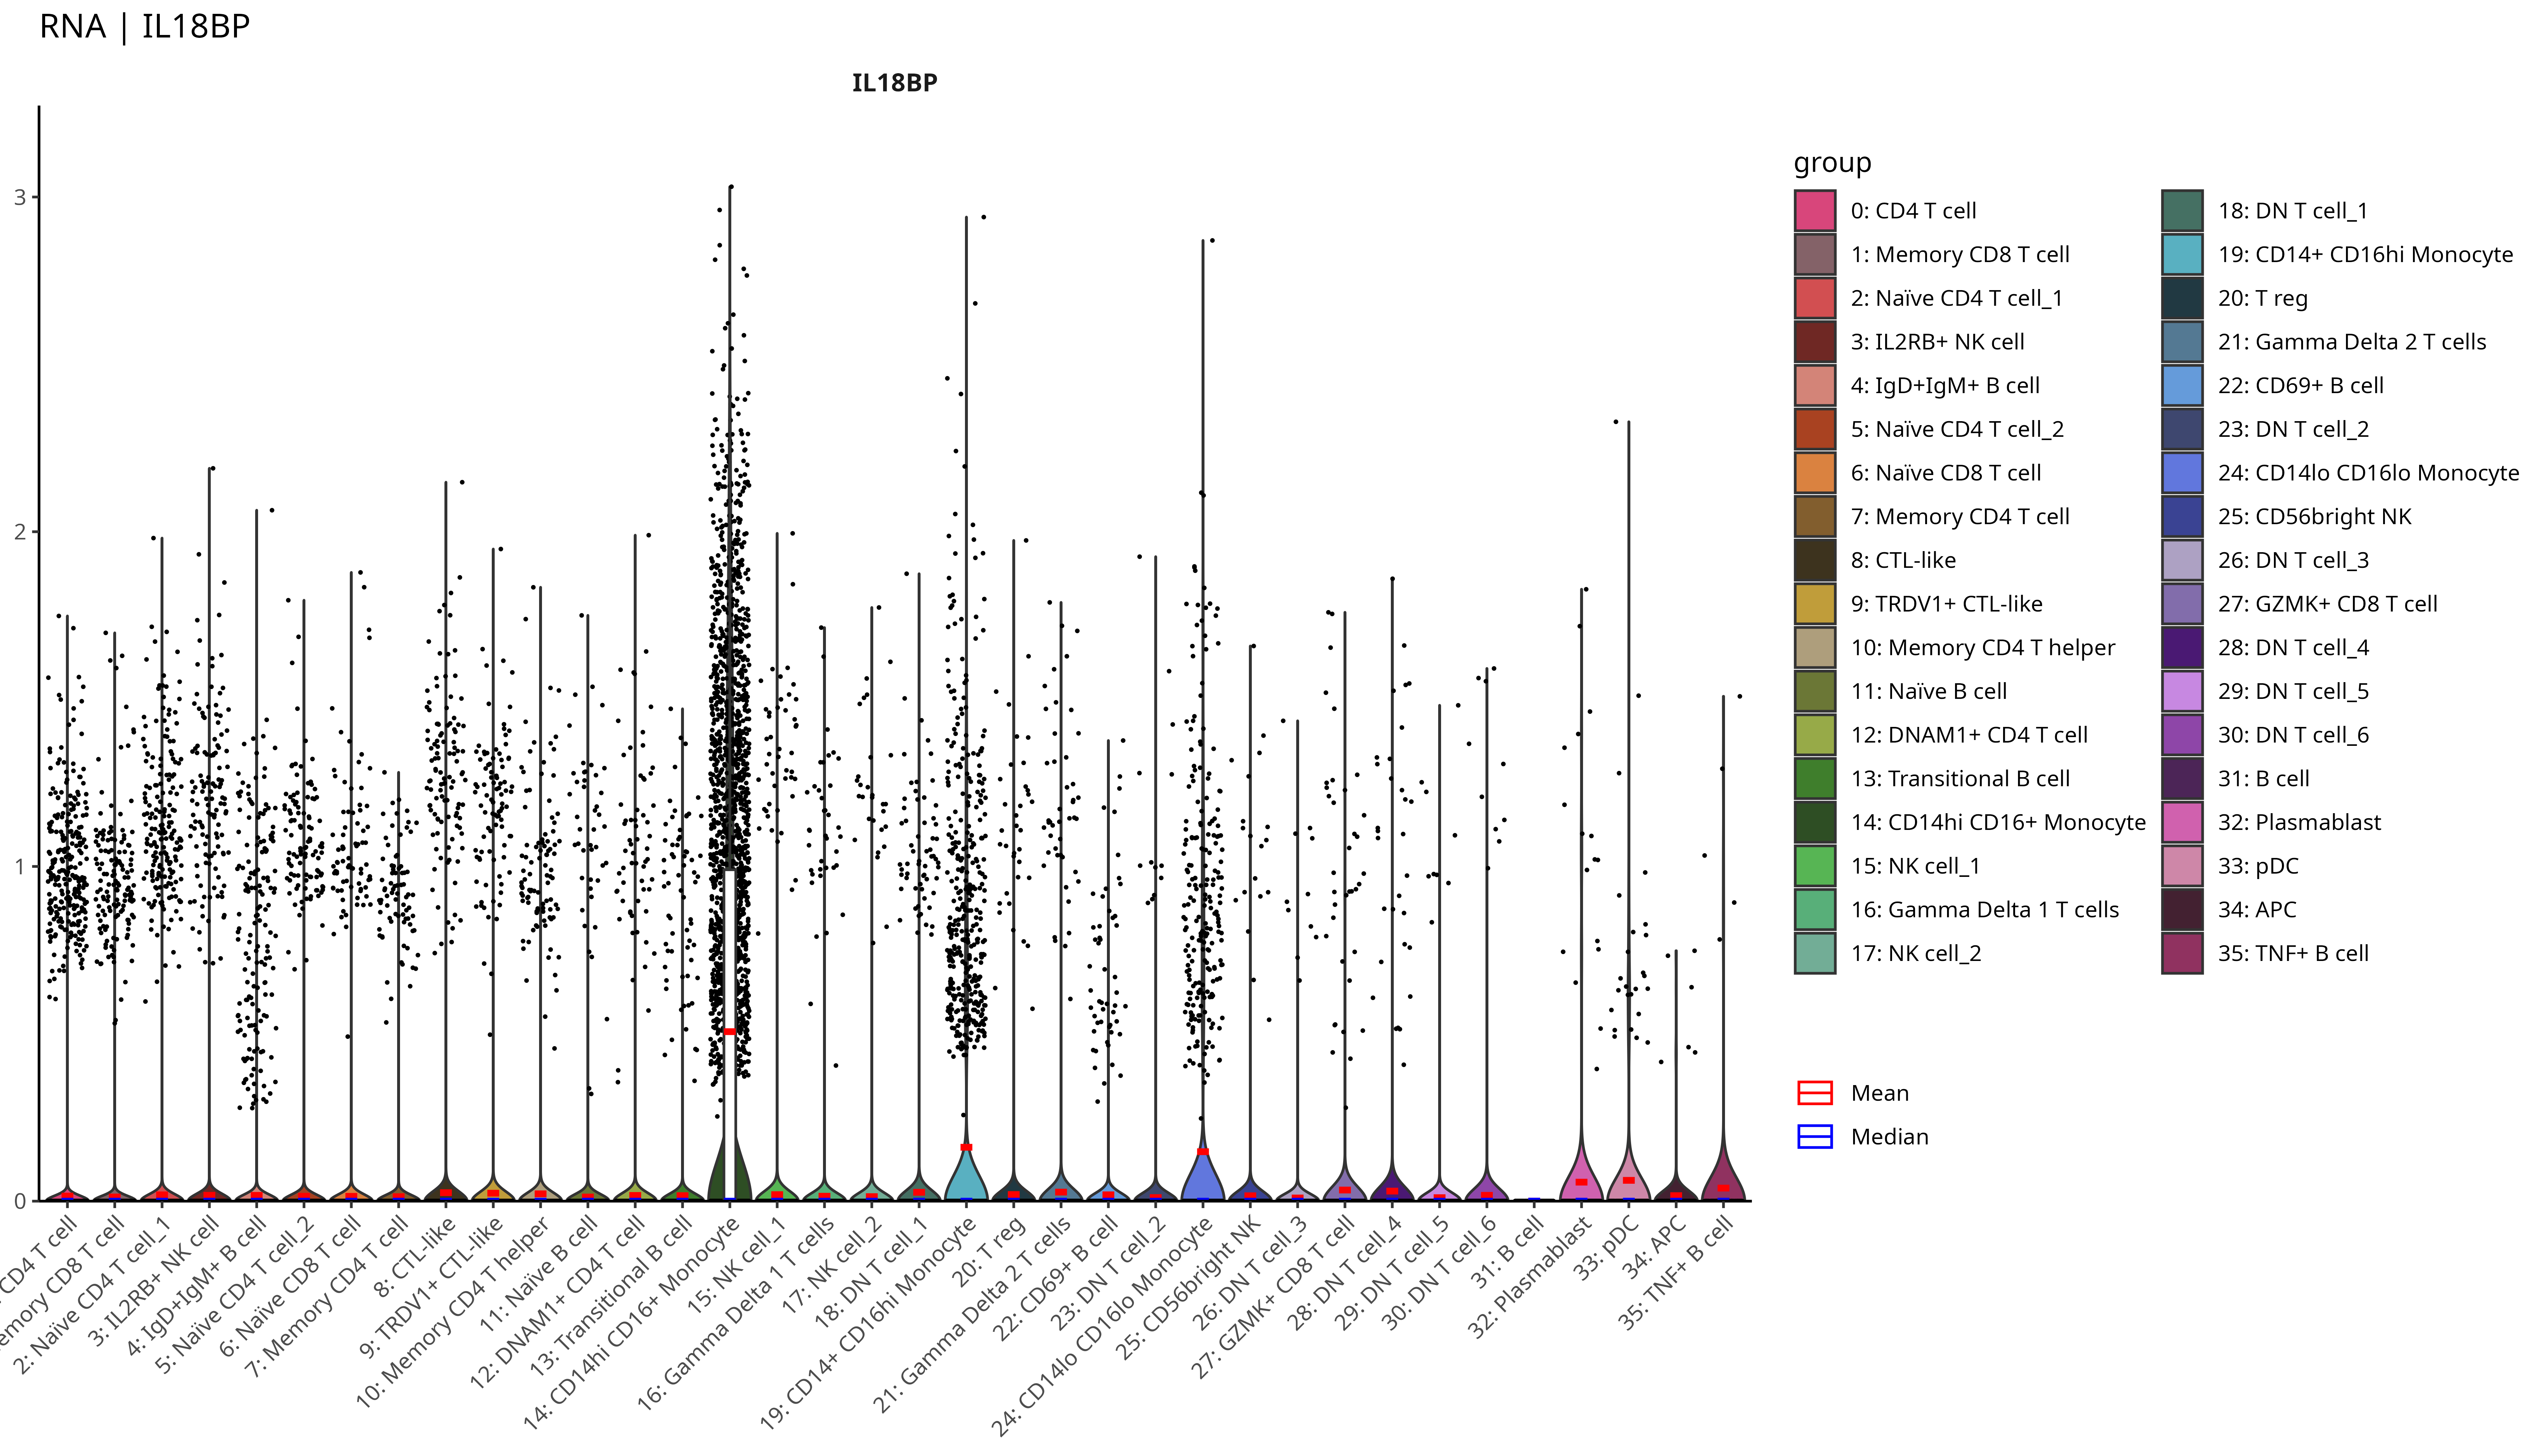 RNA | IL18BP
IL18BP
3
2
1
0
CD4 T cell
Memory CD8 T cell
2: Naïve CD4 T cell_1
3: IL2RB+ NK cell
4: IgD+IgM+ B cell
5: Naïve CD4 T cell_2
6: Naïve CD8 T cell
7: Memory CD4 T cell
8: CTL-like
9: TRDV1+ CTL-like
10: Memory CD4 T helper
11: Naïve B cell
12: DNAM1+ CD4 T cell
13: Transitional B cell
14: CD14hi CD16+ Monocyte
15: NK cell_1
16: Gamma Delta 1 T cells
17: NK cell_2
18: DN T cell_1
19: CD14+ CD16hi Monocyte
20: T reg
21: Gamma Delta 2 T cells
22: CD69+ B cell
23: DN T cell_2
24: CD14lo CD16lo Monocyte
25: CD56bright NK
26: DN T cell_3
27: GZMK+ CD8 T cell
28: DN T cell_4
29: DN T cell_5
30: DN T cell_6
31: B cell
32: Plasmablast
33: pDC
34: APC
35: TNF+ B cell
group
0: CD4 T cell
1: Memory CD8 T cell
2: Naïve CD4 T cell_1
3: IL2RB+ NK cell
4: IgD+IgM+ B cell
5: Naïve CD4 T cell_2
6: Naïve CD8 T cell
7: Memory CD4 T cell
8: CTL-like
9: TRDV1+ CTL-like
10: Memory CD4 T helper
11: Naïve B cell
12: DNAM1+ CD4 T cell
13: Transitional B cell
14: CD14hi CD16+ Monocyte
15: NK cell_1
16: Gamma Delta 1 T cells
17: NK cell_2
18: DN T cell_1
19: CD14+ CD16hi Monocyte
20: T reg
21: Gamma Delta 2 T cells
22: CD69+ B cell
23: DN T cell_2
24: CD14lo CD16lo Monocyte
25: CD56bright NK
26: DN T cell_3
27: GZMK+ CD8 T cell
28: DN T cell_4
29: DN T cell_5
30: DN T cell_6
31: B cell
32: Plasmablast
33: pDC
34: APC
35: TNF+ B cell
Mean
Median